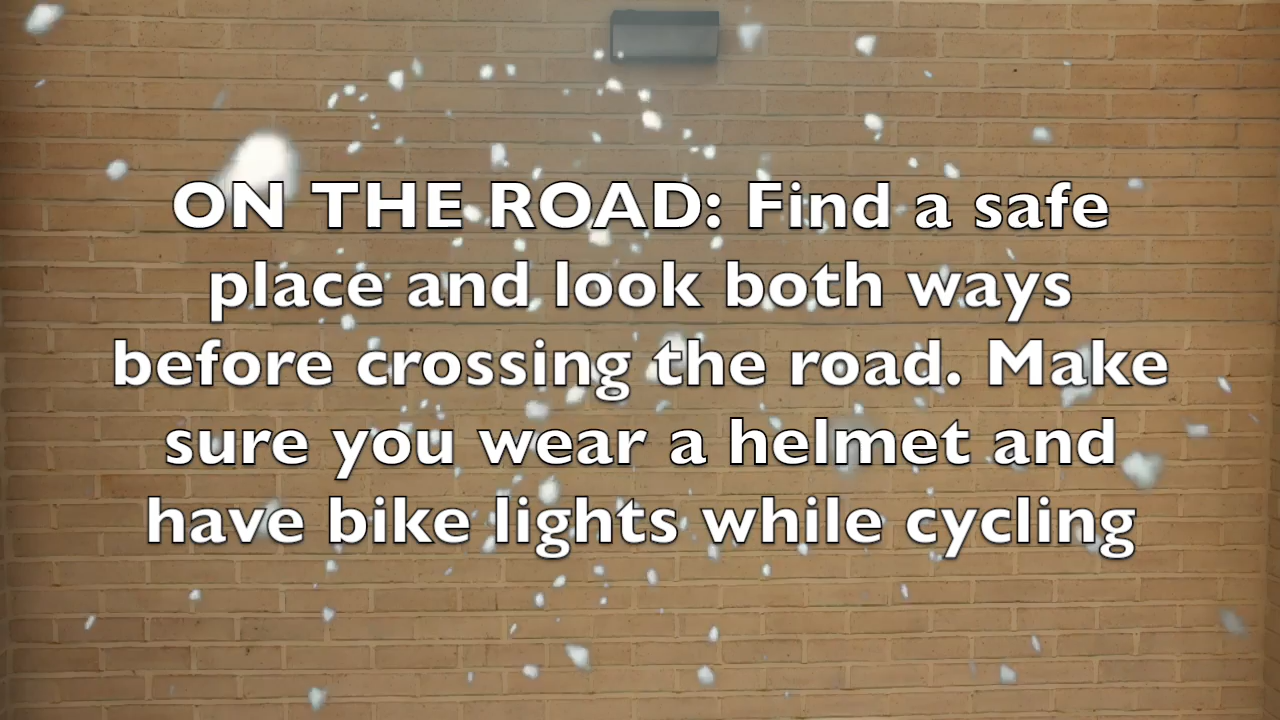 ON THE ROAD: Find a safe
place and look both ways
before crossing the road. Make
sure you wear a helmet and
have bike lights while cycling